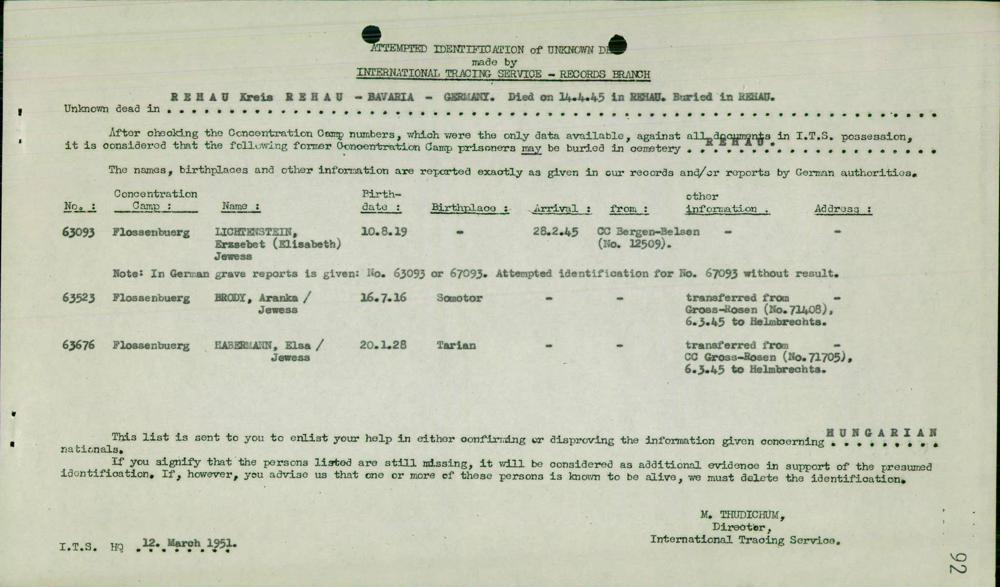 ATTEMPTED IDENTIFICATION of UNKNOWN
made by
INTERNATIONAL TRACING SERVICE - RECORDS BRANCH
REHAU Kreis REHAU - BAVARIA - GERMANY. Died on 14.4.45 in REHAU. Buried in REHAU.
Unknown dead in
After checking the Concentration Camp numbers, which were the only data available, against all documents in I.T.S. possession,
it is considered that the following former Concentration Camp prisoners may be buried in cemetery REHAU.
The names, birthplaces and other information are reported exactly as given in our records and/or reports by German authorities.
No. : Concentration Camp : Name : Birth-date : Birthplace : Arrival : from : other information . Address :
63093 Flossenbuerg LICHTENSTEIN, 10.8.19 - 28.2.45 CC Bergen-Belsen - -
Erzsebet (Elisabeth) (No. 12509).
Jewess
Note: In German grave reports is given: No. 63093 or 67093. Attempted identification for No. 67093 without result.
63523 Flossenbuerg BRODY, Aranka / 16.7.16 Somotor - - transferred from -
Jewess Gross-Rosen (No.71408),
6.3.45 to Helmbrechts.
63676 Flossenbuerg HABERMANN, Elsa / 20.1.28 Tarian - - transferred from -
Jewess CC Gross-Rosen (No.71705),
6.3.45 to Helmbrechts.
This list is sent to you to enlist your help in either confirming or disproving the information given concerning HUNGARIAN
nationals.
If you signify that the persons listed are still missing, it will be considered as additional evidence in support of the presumed
identification. If, however, you advise us that one or more of these persons is known to be alive, we must delete the identification.
M. THUDICHUM,
Director,
International Tracing Service.
I.T.S. HQ 12. March 1951.
92